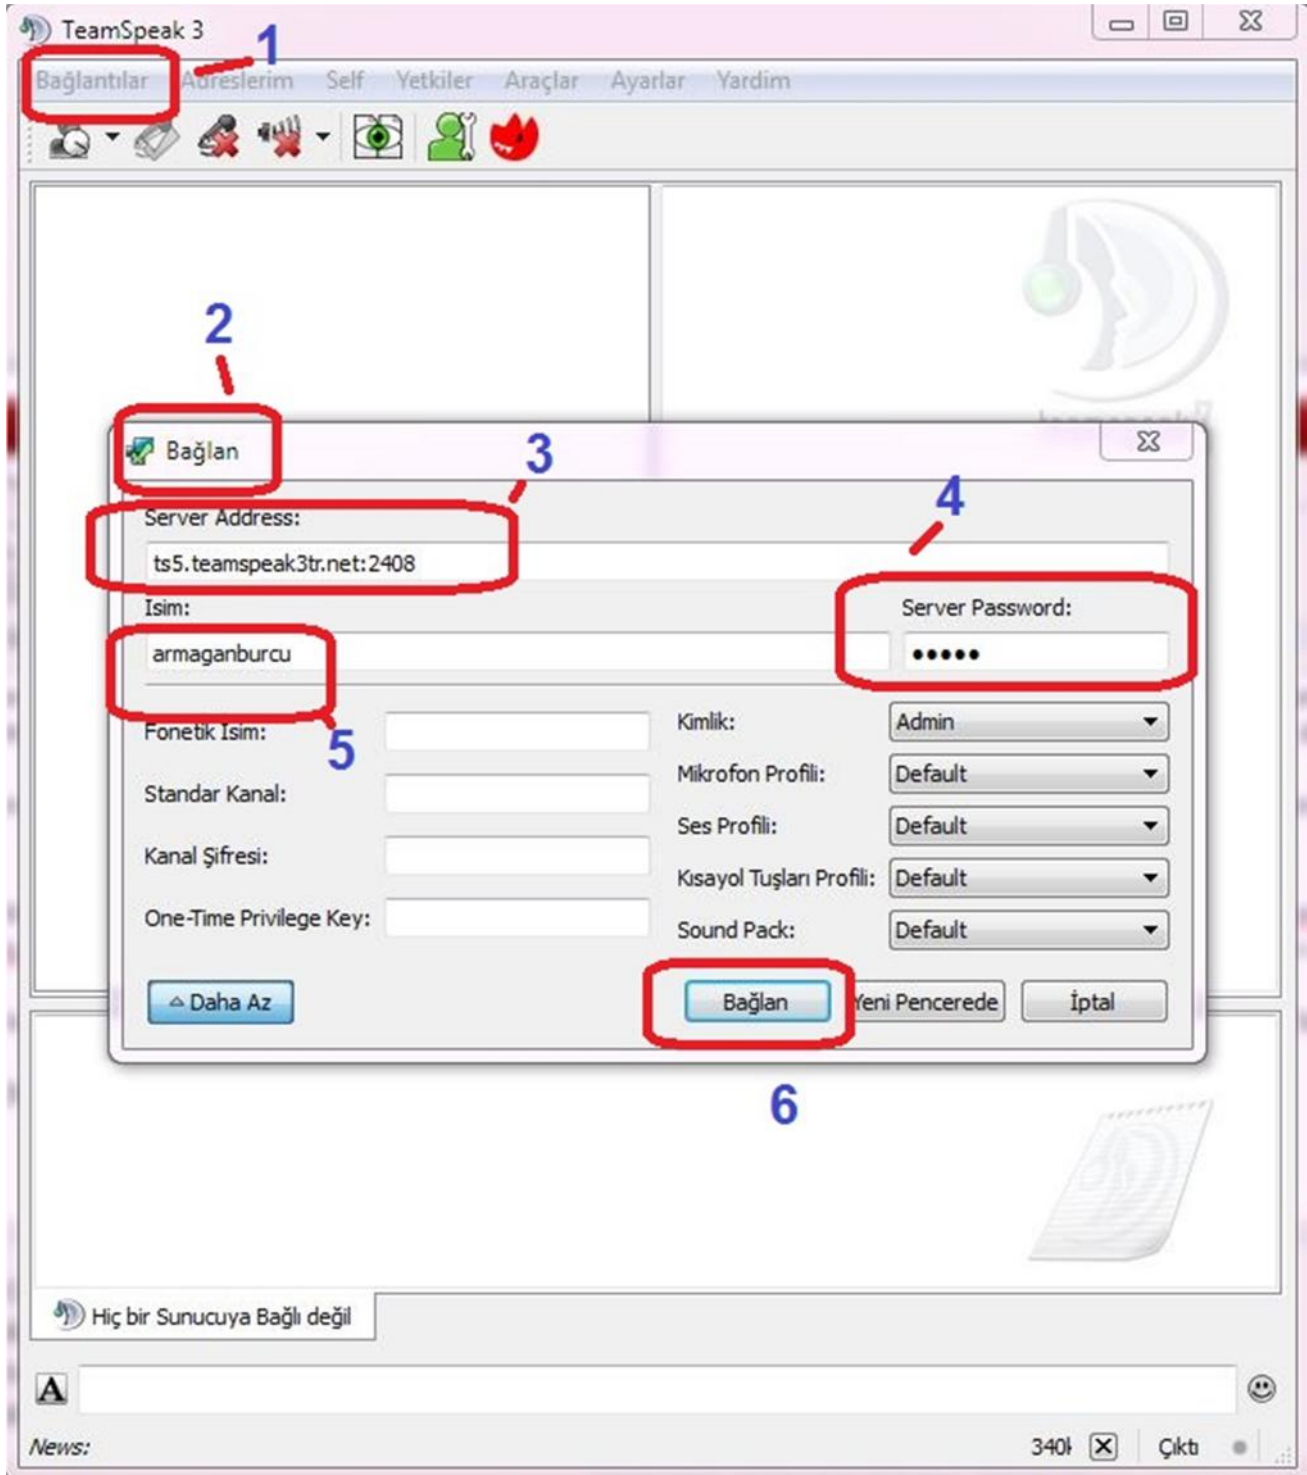 TeamSpeak 3
1
Bağlantılar Adreslerim Self Yetkiler Araçlar Ayarlar Yardim
2
Bağlan
3
4
Server Address:
ts5.teamspeak3tr.net:2408
Isim: Server Password:
armaganburcu •••••
5
Fonetik Isim: Kimlik: Admin
Standar Kanal: Mikrofon Profili: Default
Kanal Şifresi: Ses Profili: Default
One-Time Privilege Key: Kısayol Tuşları Profili: Default
Sound Pack: Default
Daha Az Bağlan Yeni Pencerede İptal
6
Hiç bir Sunucuya Bağlı değil
A
News: Çıktı